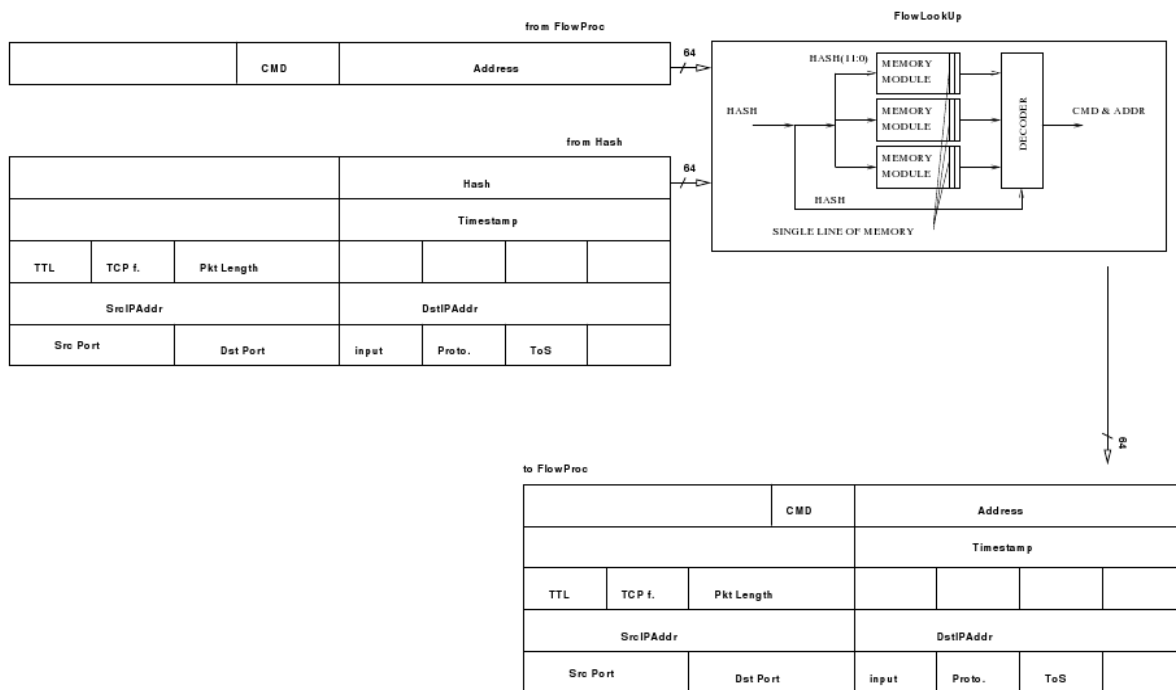 from FlowProc
CMD Address
64
FlowLookUp
HASH(11:0)
MEMORY
MODULE
HASH
MEMORY
MODULE
DECODER
CMD & ADDR
MEMORY
MODULE
HASH
SINGLE LINE OF MEMORY
from Hash
64
Hash
Timestamp
TTL TCP f. Pkt Length
SrcIPAddr DstIPAddr
Src Port Dst Port input Proto. ToS
64
to FlowProc
CMD Address
Timestamp
TTL TCP f. Pkt Length
SrcIPAddr DstIPAddr
Src Port Dst Port input Proto. ToS